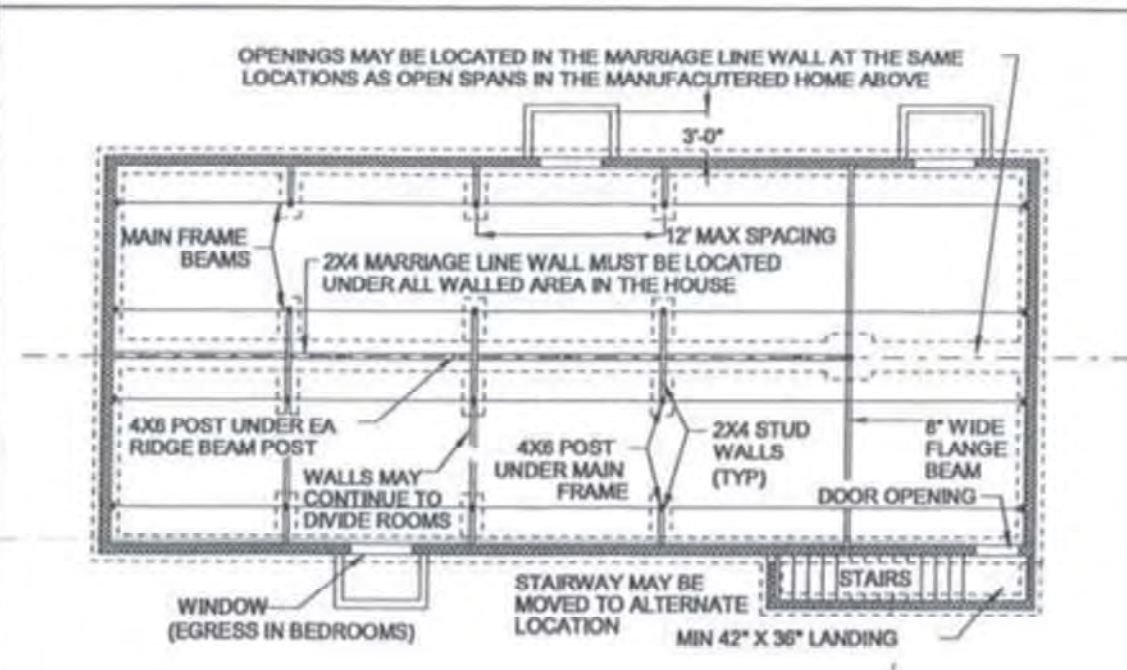 OPENINGS MAY BE LOCATED IN THE MARRIAGE LINE WALL AT THE SAME
LOCATIONS AS OPEN SPANS IN THE MANUFACUTERED HOME ABOVE
3'-0"
MAIN FRAME
BEAMS
12' MAX SPACING
2X4 MARRIAGE LINE WALL MUST BE LOCATED
UNDER ALL WALLED AREA IN THE HOUSE
4X6 POST UNDER EA
RIDGE BEAM POST
WALLS MAY
CONTINUE TO
DIVIDE ROOMS
4X6 POST
UNDER MAIN
FRAME
2X4 STUD
WALLS
(TYP)
8" WIDE
FLANGE
BEAM
DOOR OPENING
STAIRS
WINDOW
(EGRESS IN BEDROOMS)
STAIRWAY MAY BE
MOVED TO ALTERNATE
LOCATION
MIN 42" X 36" LANDING